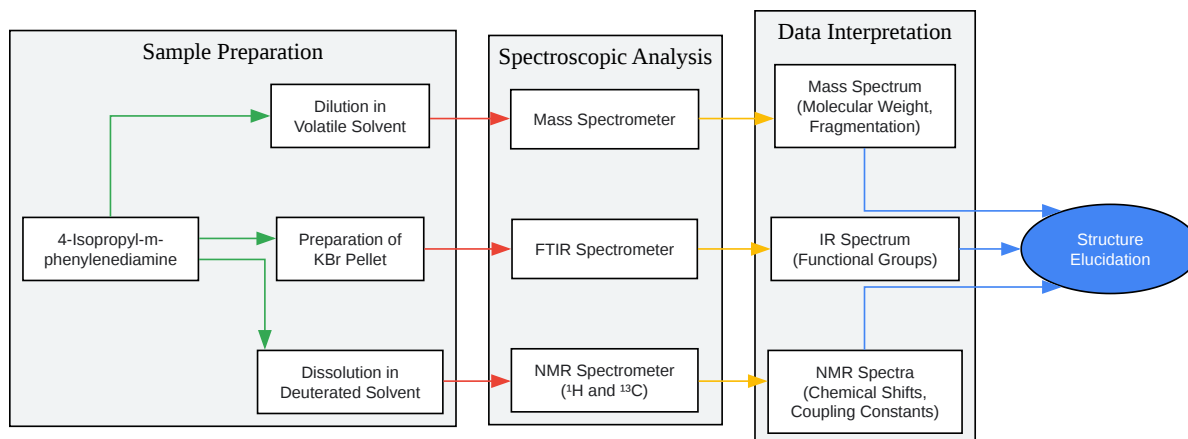 Sample Preparation
Spectroscopic Analysis
Data Interpretation
Dilution in
Volatile Solvent
Mass Spectrometer
Mass Spectrum
(Molecular Weight,
Fragmentation)
4-Isopropyl-m-
phenylenediamine
Preparation of
KBr Pellet
FTIR Spectrometer
IR Spectrum
(Functional Groups)
Structure
Elucidation
Dissolution in
Deuterated Solvent
NMR Spectrometer
(¹H and ¹³C)
NMR Spectra
(Chemical Shifts,
Coupling Constants)